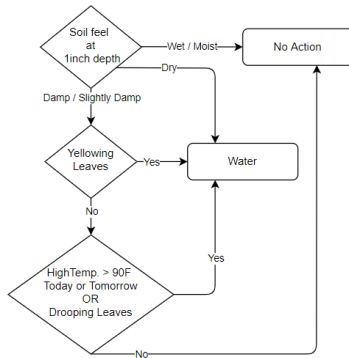 Soil feel
at
1inch depth
Wet / Moist
No Action
Dry
Damp / Slightly Damp
Yellowing
Leaves
Yes
Water
No
HighTemp. > 90F
Today or Tomorrow
OR
Drooping Leaves
Yes
No